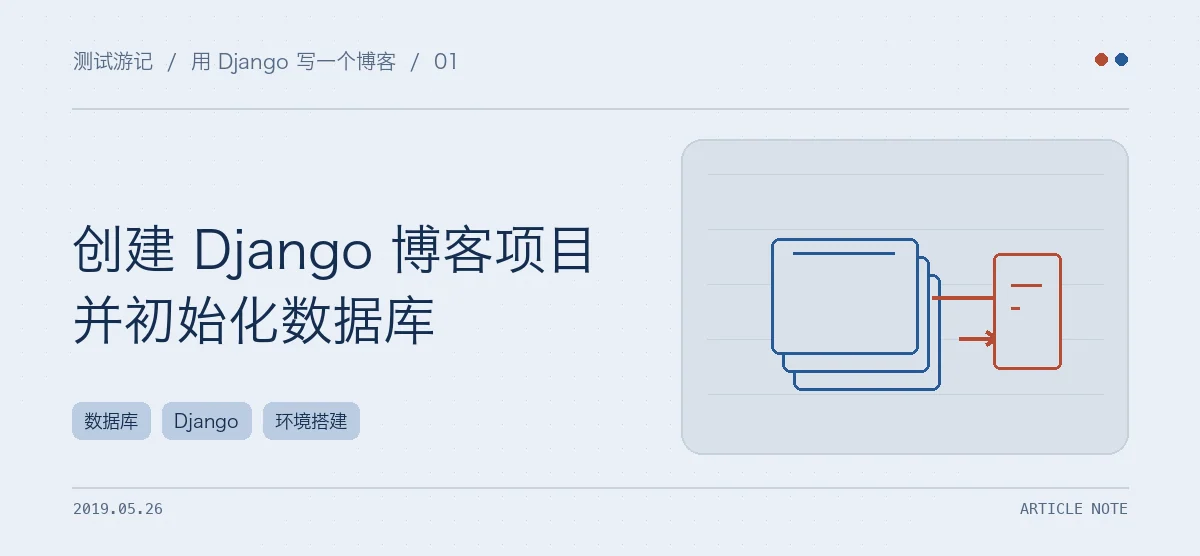 测试游记 / 用 Django 写一个博客 / 01
创建 Django 博客项目
并初始化数据库
数据库 Django 环境搭建
2019.05.26
ARTICLE NOTE